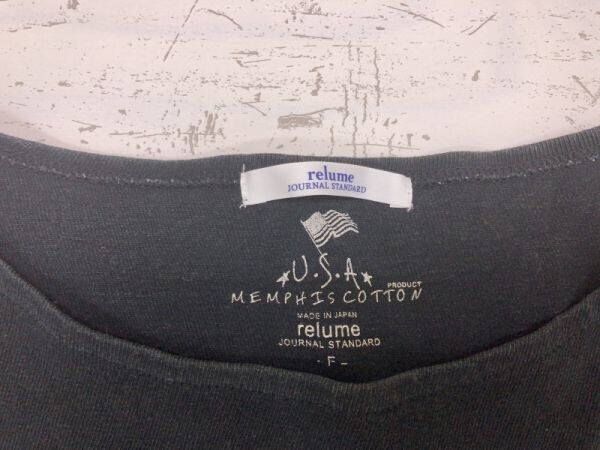 relume
JOURNAL STANDARD
U.S.A
PRODUCT
MEMPHIS COTTON
MADE IN JAPAN
relume
JOURNAL STANDARD
- F -